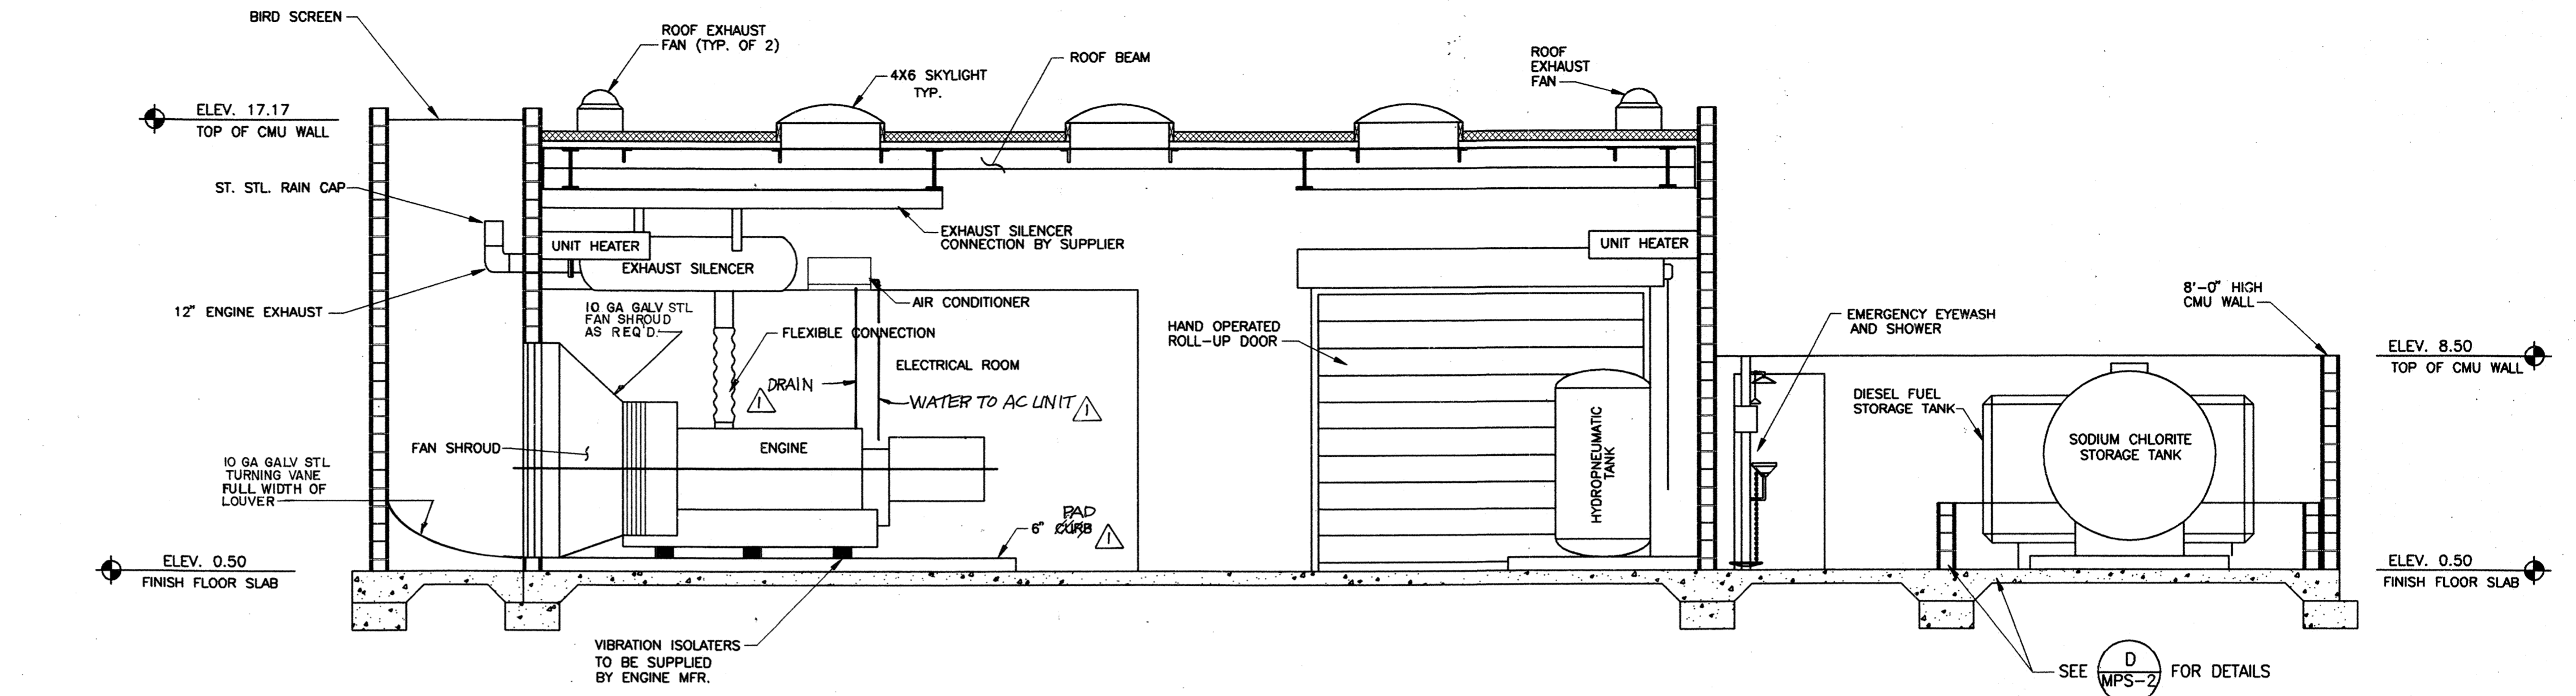 BIRD SCREEN
ROOF EXHAUST
FAN (TYP. OF 2)
4X6 SKYLIGHT
TYP.
ROOF BEAM
ROOF
EXHAUST
FAN
ELEV. 17.17
TOP OF CMU WALL
ST. STL. RAIN CAP
UNIT HEATER
EXHAUST SILENCER
EXHAUST SILENCER
CONNECTION BY SUPPLIER
UNIT HEATER
12" ENGINE EXHAUST
10 GA GALV STL
FAN SHROUD
AS REQ'D.
AIR CONDITIONER
FLEXIBLE CONNECTION
HAND OPERATED
ROLL-UP DOOR
EMERGENCY EYEWASH
AND SHOWER
8'-0" HIGH
CMU WALL
ELEV. 8.50
TOP OF CMU WALL
ELECTRICAL ROOM
DRAIN
1
WATER TO AC UNIT
1
DIESEL FUEL
STORAGE TANK
SODIUM CHLORITE
STORAGE TANK
HYDROPNEUMATIC
TANK
FAN SHROUD
ENGINE
10 GA GALV STL
TURNING VANE
FULL WIDTH OF
LOUVER
PAD
6" CURB
1
ELEV. 0.50
FINISH FLOOR SLAB
ELEV. 0.50
FINISH FLOOR SLAB
VIBRATION ISOLATERS
TO BE SUPPLIED
BY ENGINE MFR.
SEE D MPS-2 FOR DETAILS